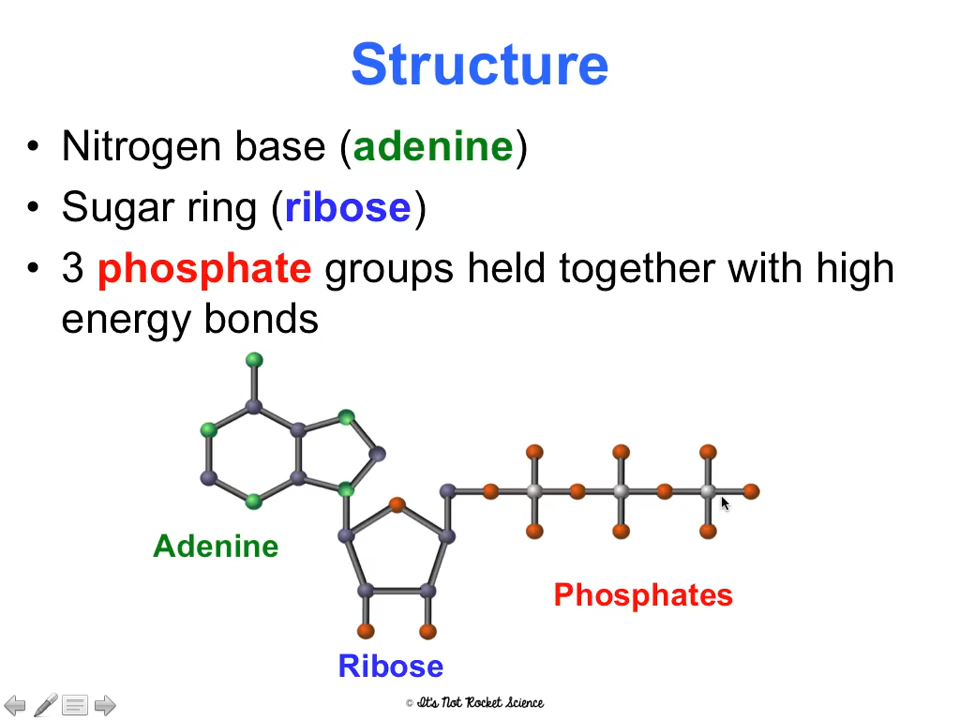 Structure
• Nitrogen base (adenine)
• Sugar ring (ribose)
• 3 phosphate groups held together with high
energy bonds
Adenine
Phosphates
Ribose
© It's Not Rocket Science